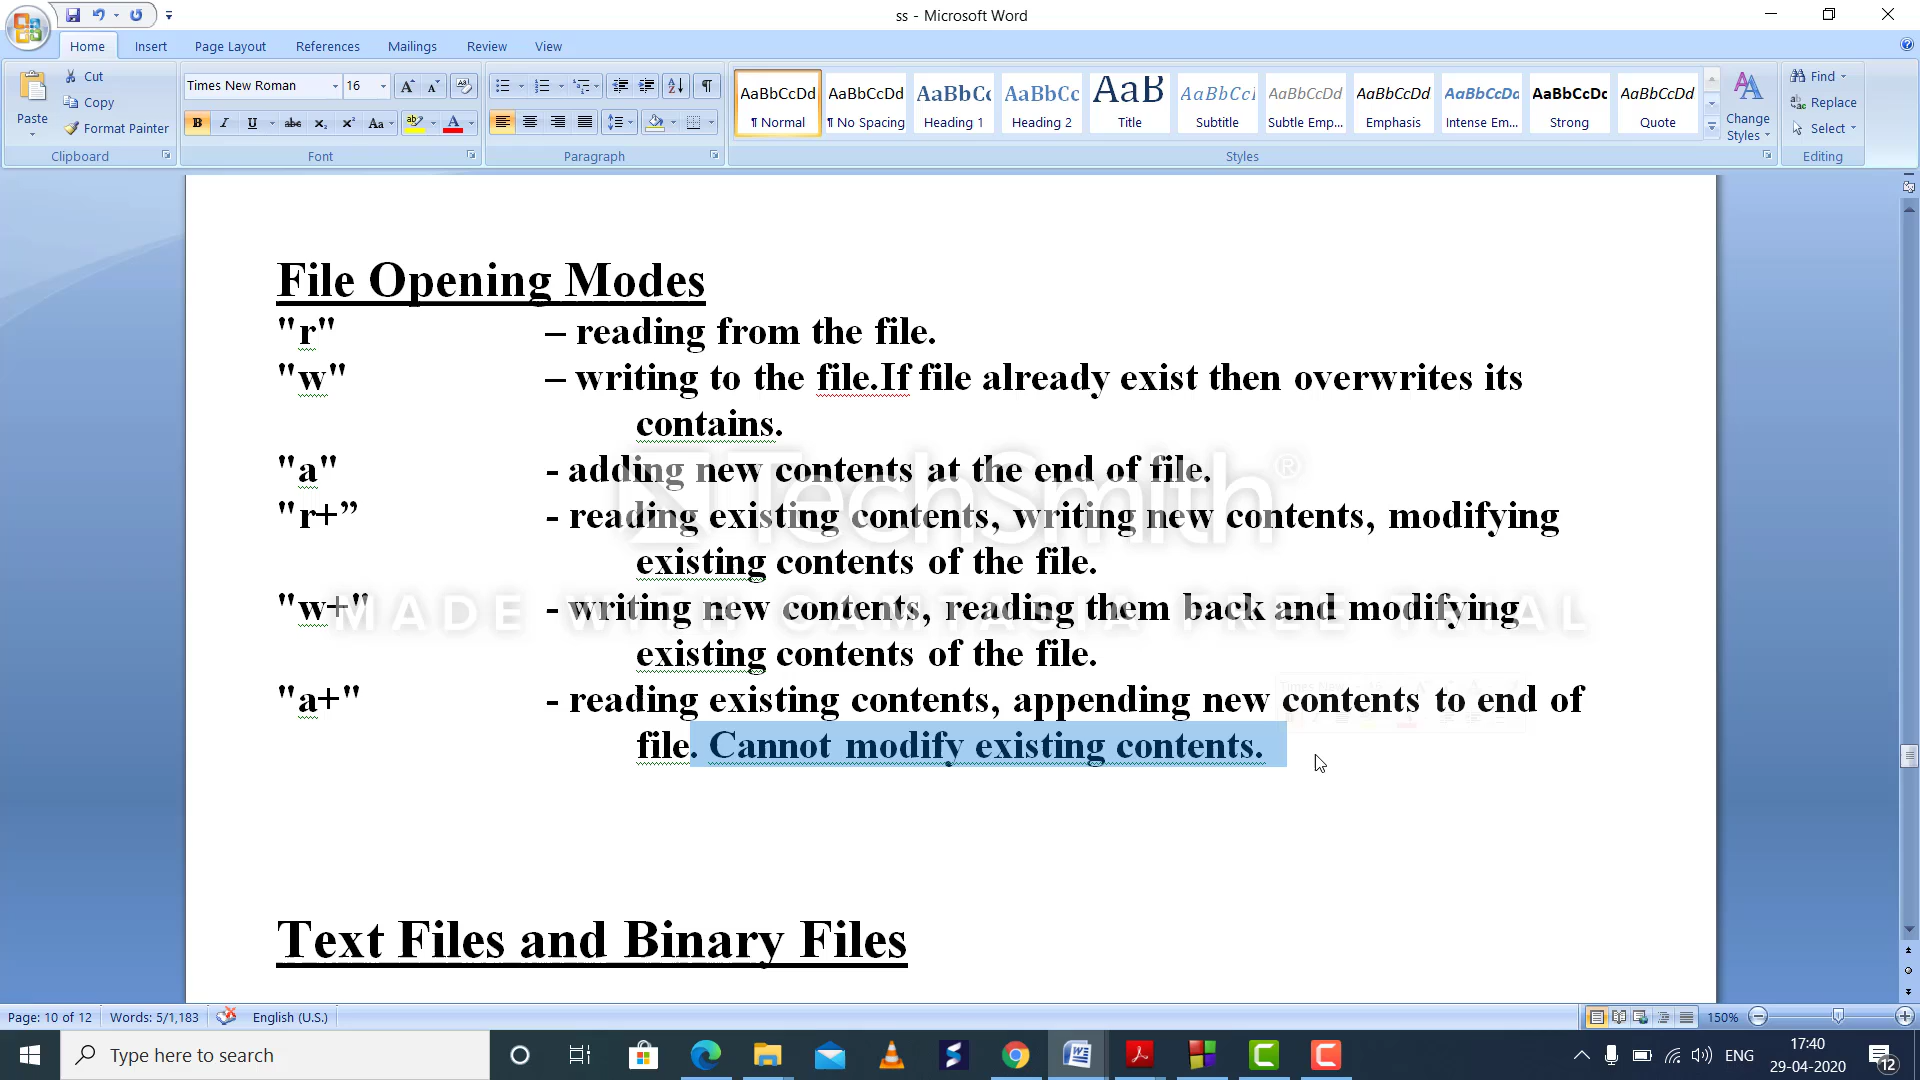 ss - Microsoft Word
Home Insert Page Layout References Mailings Review View
Paste
Cut
Copy
Format Painter
Clipboard
Times New Roman 16
Font
Paragraph
AaBbCcDd AaBbCcDd AaBbCc AaBbCc AaB AaBbCcI AaBbCcDd AaBbCcDd AaBbCcDd AaBbCcDd AaBbCcDd
¶ Normal ¶ No Spacing Heading 1 Heading 2 Title Subtitle Subtle Emp... Emphasis Intense Em... Strong Quote
Change
Styles
Styles
Find
Replace
Select
Editing
File Opening Modes
"r" – reading from the file.
"w" – writing to the file.If file already exist then overwrites its
contains.
"a" - adding new contents at the end of file.
"r+” - reading existing contents, writing new contents, modifying
existing contents of the file.
"w+" - writing new contents, reading them back and modifying
existing contents of the file.
"a+" - reading existing contents, appending new contents to end of
file. Cannot modify existing contents.
TechSmith®
MADE WITH CAMTASIA FREE TRIAL
Text Files and Binary Files
Page: 10 of 12 Words: 5/1,183 English (U.S.) 150%
Type here to search
ENG
17:40
29-04-2020
12